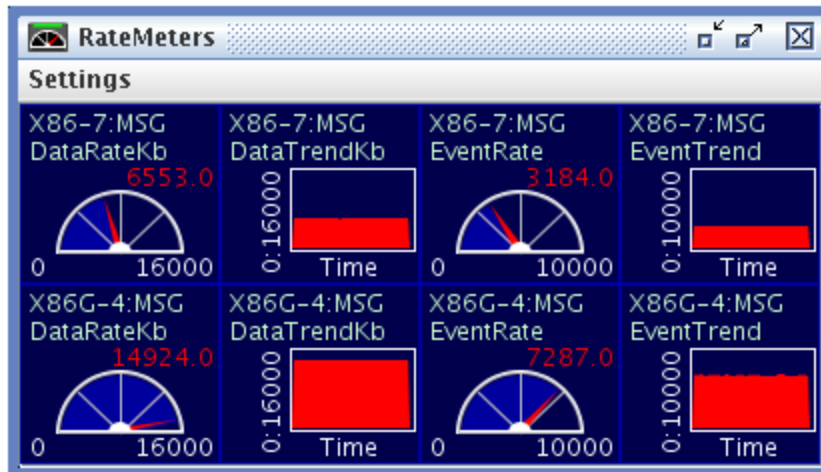 RateMeters
Settings
X86-7:MSG
DataRateKb
6553.0
0 16000
X86-7:MSG
DataTrendKb
0:16000
Time
X86-7:MSG
EventRate
3184.0
0 10000
X86-7:MSG
EventTrend
0:10000
Time
X86G-4:MSG
DataRateKb
14924.0
0 16000
X86G-4:MSG
DataTrendKb
0:16000
Time
X86G-4:MSG
EventRate
7287.0
0 10000
X86G-4:MSG
EventTrend
0:10000
Time